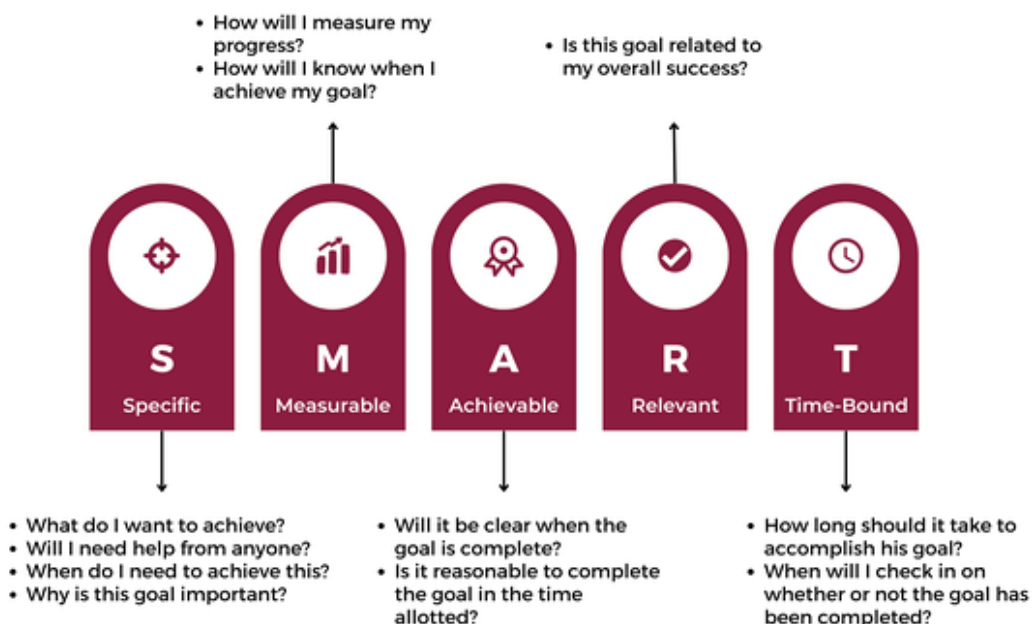 • How will I measure my
progress?
• How will I know when I
achieve my goal?
• Is this goal related to
my overall success?
S
Specific
M
Measurable
A
Achievable
R
Relevant
T
Time-Bound
• What do I want to achieve?
• Will I need help from anyone?
• When do I need to achieve this?
• Why is this goal important?
• Will it be clear when the
goal is complete?
• Is it reasonable to complete
the goal in the time
allotted?
• How long should it take to
accomplish his goal?
• When will I check in on
whether or not the goal has
been completed?